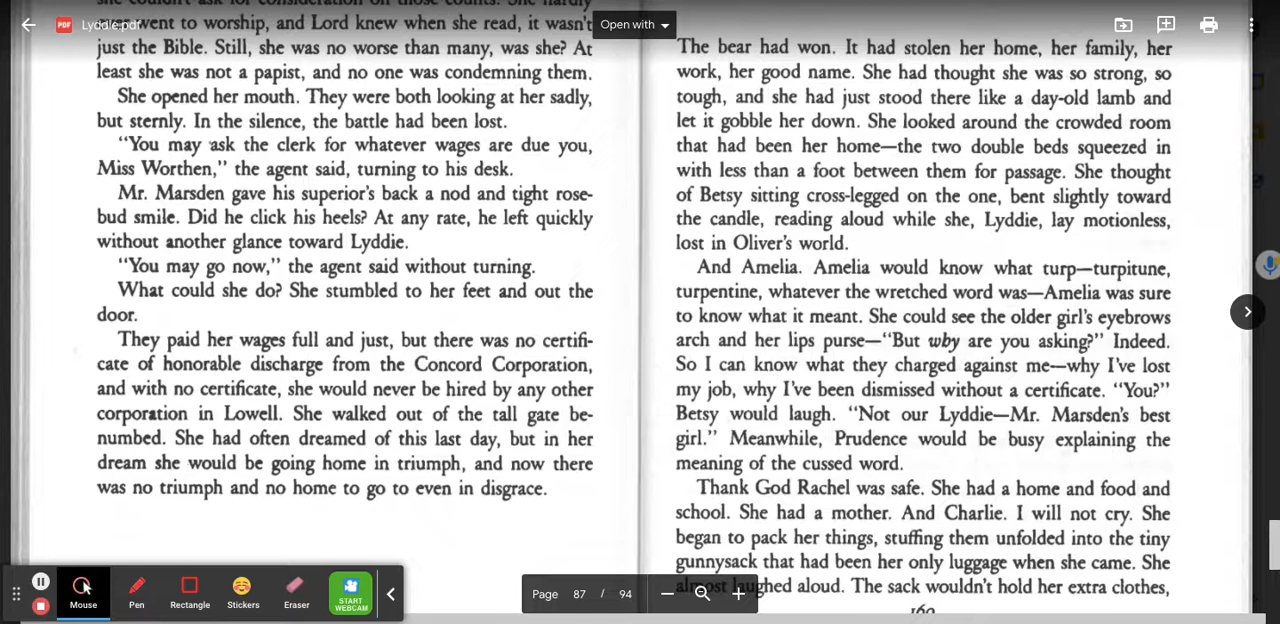 she couldn't ask for consideration on those counts. She hardly
ever went to worship, and Lord knew when she read, it wasn't
Lyddie.pdf
Open with
just the Bible. Still, she was no worse than many, was she? At
least she was not a papist, and no one was condemning them.
She opened her mouth. They were both looking at her sadly,
but sternly. In the silence, the battle had been lost.
"You may ask the clerk for whatever wages are due you,
Miss Worthen," the agent said, turning to his desk.
Mr. Marsden gave his superior's back a nod and tight rose-
bud smile. Did he click his heels? At any rate, he left quickly
without another glance toward Lyddie.
"You may go now," the agent said without turning.
What could she do? She stumbled to her feet and out the
door.
They paid her wages full and just, but there was no certifi-
cate of honorable discharge from the Concord Corporation,
and with no certificate, she would never be hired by any other
corporation in Lowell. She walked out of the tall gate be-
numbed. She had often dreamed of this last day, but in her
dream she would be going home in triumph, and now there
was no triumph and no home to go to even in disgrace.
The bear had won. It had stolen her home, her family, her
work, her good name. She had thought she was so strong, so
tough, and she had just stood there like a day-old lamb and
let it gobble her down. She looked around the crowded room
that had been her home—the two double beds squeezed in
with less than a foot between them for passage. She thought
of Betsy sitting cross-legged on the one, bent slightly toward
the candle, reading aloud while she, Lyddie, lay motionless,
lost in Oliver's world.
And Amelia. Amelia would know what turp—turpitune,
turpentine, whatever the wretched word was—Amelia was sure
to know what it meant. She could see the older girl's eyebrows
arch and her lips purse—"But why are you asking?" Indeed.
So I can know what they charged against me—why I've lost
my job, why I've been dismissed without a certificate. "You?"
Betsy would laugh. "Not our Lyddie—Mr. Marsden's best
girl." Meanwhile, Prudence would be busy explaining the
meaning of the cussed word.
Thank God Rachel was safe. She had a home and food and
school. She had a mother. And Charlie. I will not cry. She
began to pack her things, stuffing them unfolded into the tiny
gunnysack that had been her only luggage when she came. She
almost laughed aloud. The sack wouldn't hold her extra clothes,
160
Mouse
Pen
Rectangle
Stickers
Eraser
START
WEBCAM
Page 87 / 94